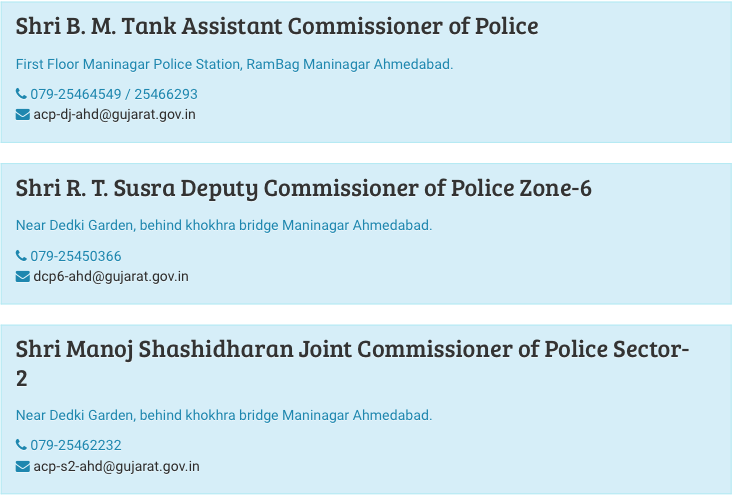 Shri B. M. Tank Assistant Commissioner of Police
First Floor Maninagar Police Station, RamBag Maninagar Ahmedabad.
079-25464549 / 25466293
acp-dj-ahd@gujarat.gov.in
Shri R. T. Susra Deputy Commissioner of Police Zone-6
Near Dedki Garden, behind khokhra bridge Maninagar Ahmedabad.
079-25450366
dcp6-ahd@gujarat.gov.in
Shri Manoj Shashidharan Joint Commissioner of Police Sector-
2
Near Dedki Garden, behind khokhra bridge Maninagar Ahmedabad.
079-25462232
acp-s2-ahd@gujarat.gov.in